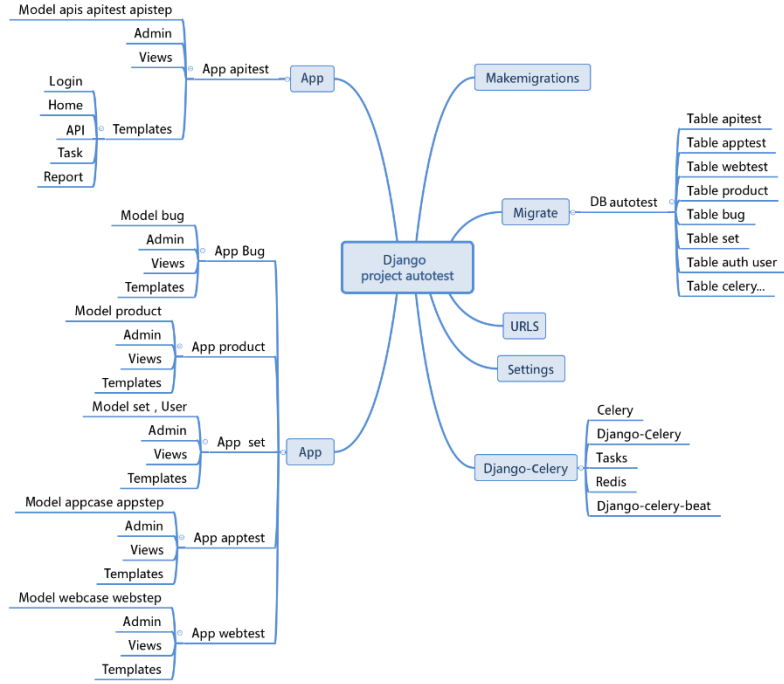 Django
project autotest
App
App apitest
Model apis apitest apistep
Admin
Views
Templates
Login
Home
API
Task
Report
App
App Bug
Model bug
Admin
Views
Templates
App product
Model product
Admin
Views
Templates
App set
Model set , User
Admin
Views
Templates
App apptest
Model appcase appstep
Admin
Views
Templates
App webtest
Model webcase webstep
Admin
Views
Templates
Makemigrations
Migrate
DB autotest
Table apitest
Table apptest
Table webtest
Table product
Table bug
Table set
Table auth user
Table celery...
URLS
Settings
Django-Celery
Celery
Django-Celery
Tasks
Redis
Django-celery-beat